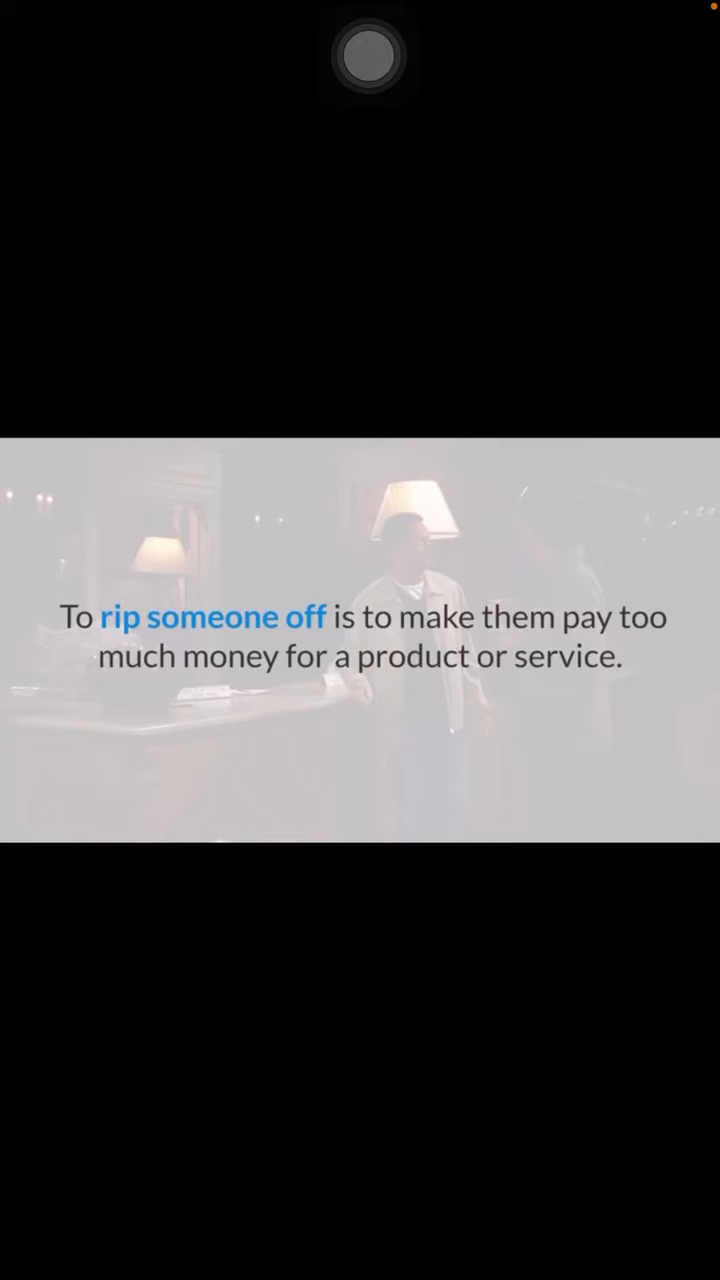 To rip someone off is to make them pay too
much money for a product or service.